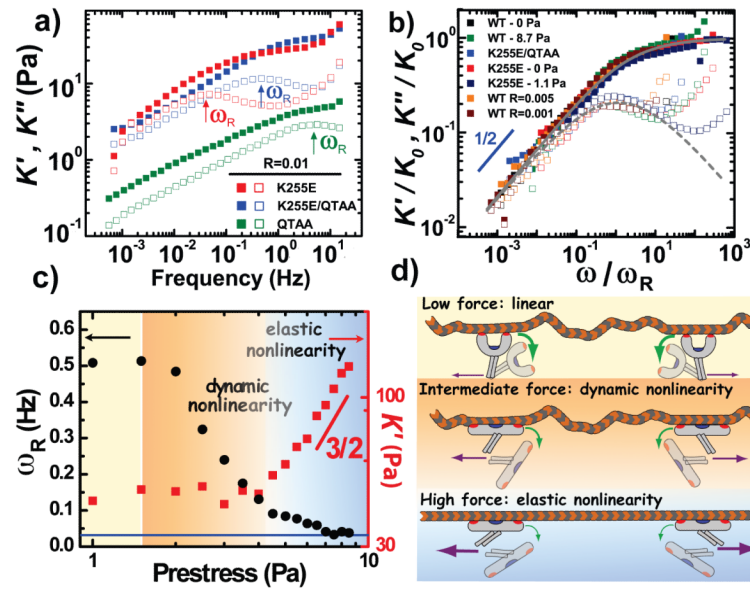 a)
K', K'' (Pa)
10¹
10⁰
10⁻¹
ωR
ωR
ωR
R=0.01
K255E
K255E/QTAA
QTAA
10⁻³ 10⁻² 10⁻¹ 10⁰ 10¹
Frequency (Hz)
b)
K'/K₀, K''/K₀
10⁰
10⁻¹
10⁻²
WT - 0 Pa
WT - 8.7 Pa
K255E/QTAA
K255E - 0 Pa
K255E - 1.1 Pa
WT R=0.005
WT R=0.001
1/2
10⁻³ 10⁻¹ 10¹ 10³
ω/ωR
c)
ωR (Hz)
0.6
0.5
0.4
0.3
0.2
0.1
0.0
elastic
nonlinearity
dynamic
nonlinearity
3/2
100
30
K' (Pa)
1 10
Prestress (Pa)
d)
Low force: linear
Intermediate force: dynamic nonlinearity
High force: elastic nonlinearity